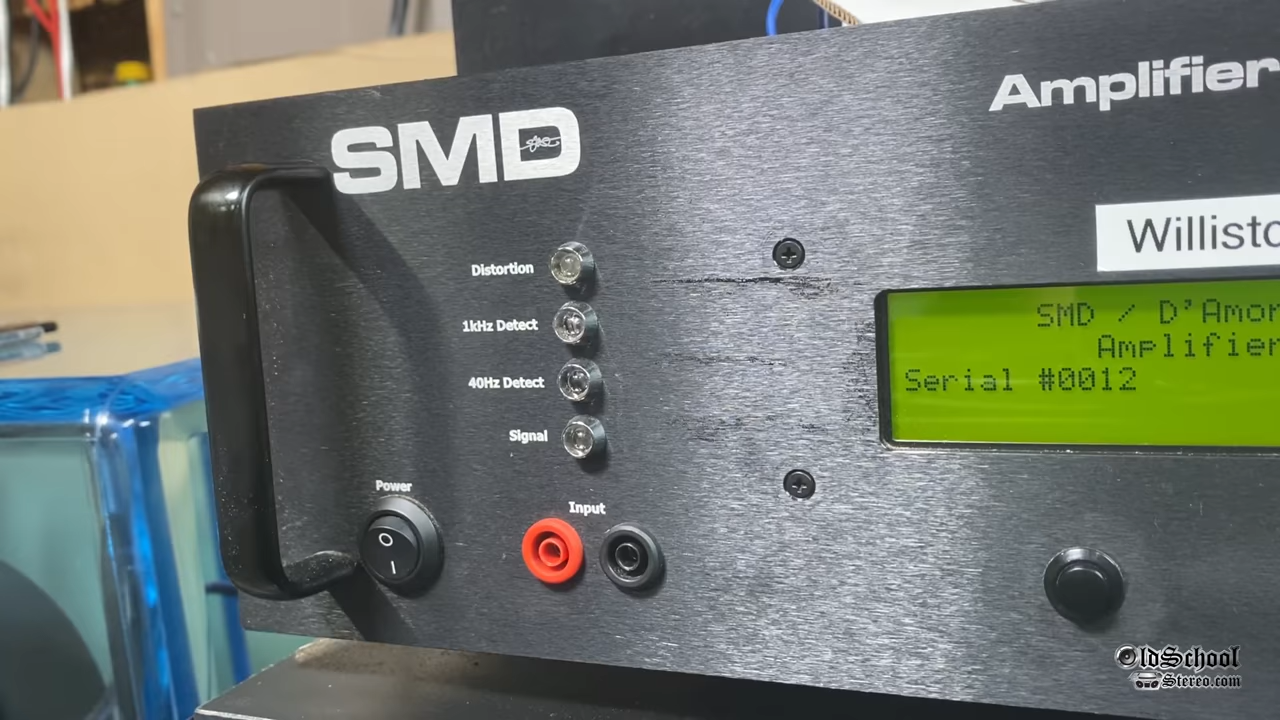 SMD
Amplifier
Distortion
1kHz Detect
40Hz Detect
Signal
SMD / D'Amor
Amplifier
Serial #0012
Power
O
I
Input
OldSchool
Stereo.com